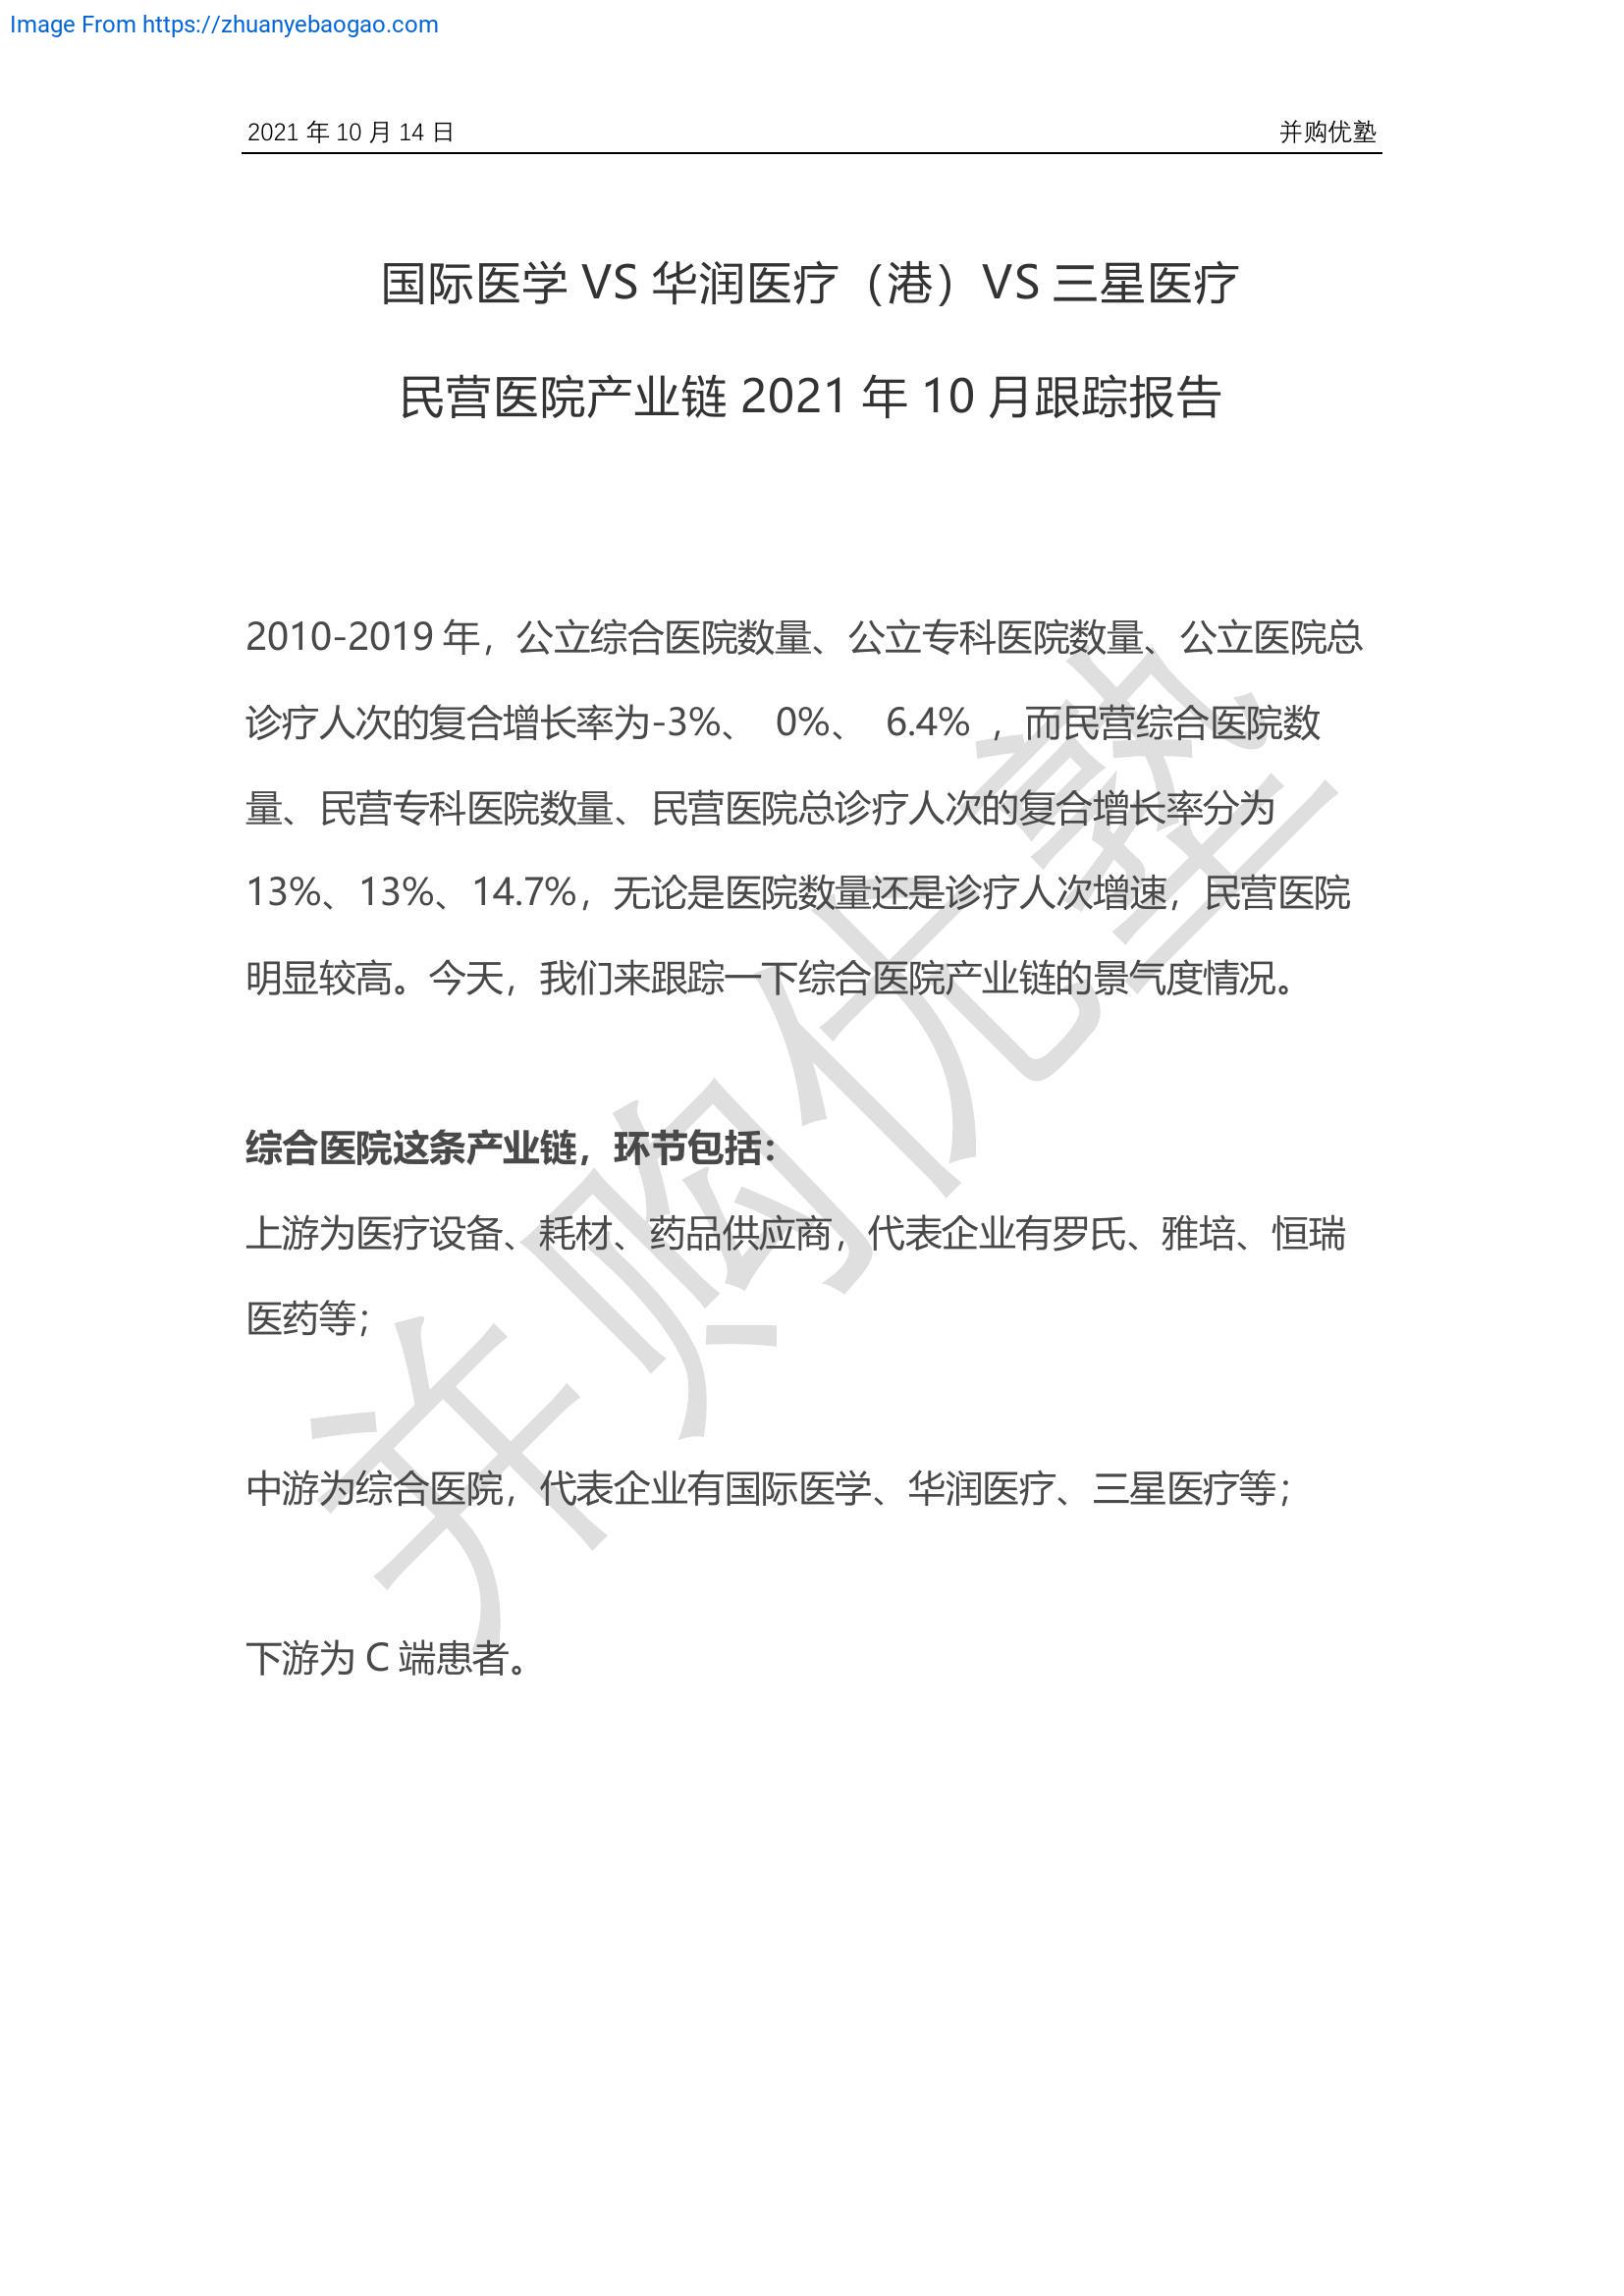 Image From https://zhuanyebaogao.com
2021 年 10 月 14 日 并购优塾
国际医学 VS 华润医疗（港）VS 三星医疗
民营医院产业链 2021 年 10 月跟踪报告
2010-2019 年，公立综合医院数量、公立专科医院数量、公立医院总
诊疗人次的复合增长率为-3%、 0%、 6.4% ，而民营综合医院数
量、民营专科医院数量、民营医院总诊疗人次的复合增长率分为
13%、13%、14.7%，无论是医院数量还是诊疗人次增速，民营医院
明显较高。今天，我们来跟踪一下综合医院产业链的景气度情况。
综合医院这条产业链，环节包括：
上游为医疗设备、耗材、药品供应商，代表企业有罗氏、雅培、恒瑞
医药等；
中游为综合医院，代表企业有国际医学、华润医疗、三星医疗等；
下游为 C 端患者。
并购优塾